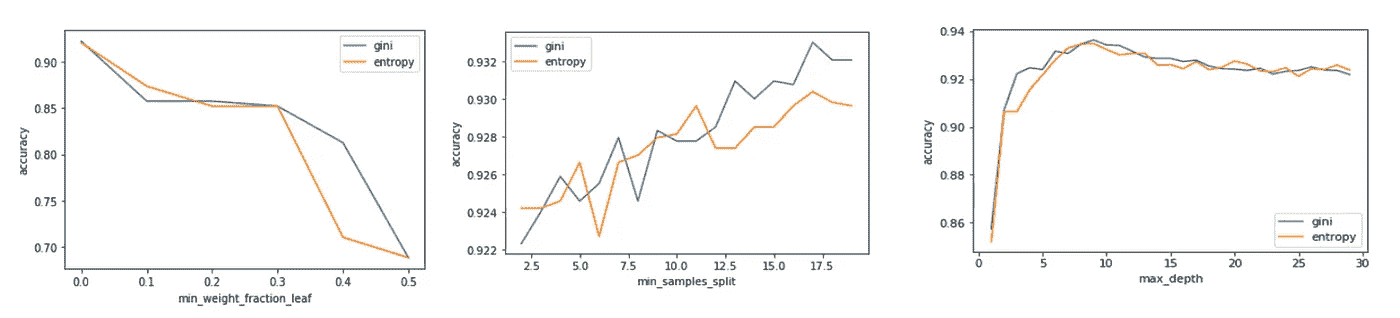 accuracy
0.90
0.85
0.80
0.75
0.70
gini
entropy
0.0 0.1 0.2 0.3 0.4 0.5
min_weight_fraction_leaf
accuracy
0.932
0.930
0.928
0.926
0.924
0.922
gini
entropy
2.5 5.0 7.5 10.0 12.5 15.0 17.5
min_samples_split
accuracy
0.94
0.92
0.90
0.88
0.86
gini
entropy
0 5 10 15 20 25 30
max_depth